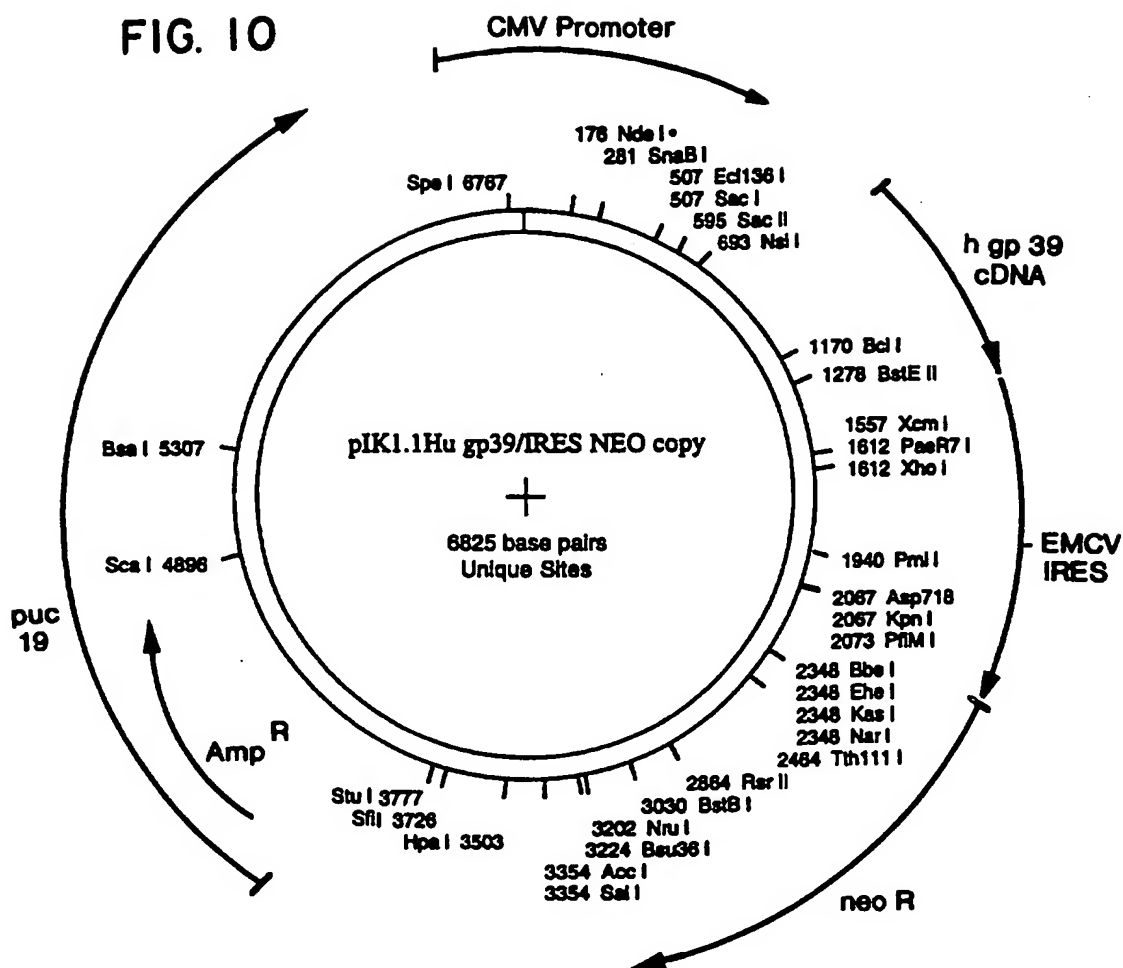 FIG. 10
CMV Promoter
176 Nde I •
281 SnaB I
507 Ecl136 I
507 Sac I
595 Sac II
693 Nsi I
Spe I 6767
h gp 39
cDNA
1170 Bcl I
1278 BstE II
1557 Xcm I
1612 PaeR7 I
1612 Xho I
Bsa I 5307
pIK1.1Hu gp39/IRES NEO copy
6825 base pairs
Unique Sites
Sca I 4896
1940 Pml I
EMCV
IRES
2067 Asp718
2067 Kpn I
2073 PflM I
puc
19
2348 Bbe I
2348 Ehe I
2348 Kas I
2348 Nar I
2464 Tth111 I
Amp R
Stu I 3777
Sfi I 3726
Hpa I 3503
2864 Rsr II
3030 BstB I
3202 Nru I
3224 Bsu36 I
3354 Acc I
3354 Sal I
neo R